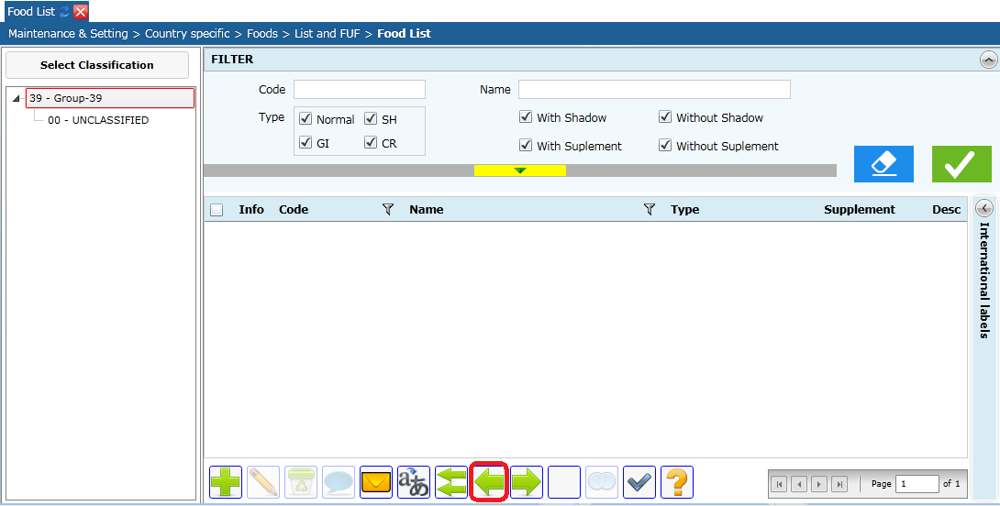 Food List
Maintenance & Setting > Country specific > Foods > List and FUF > Food List
Select Classification
39 - Group-39
00 - UNCLASSIFIED
FILTER
Code
Name
Type
Normal
SH
GI
CR
With Shadow
Without Shadow
With Suplement
Without Suplement
Info Code Name Type Supplement Desc
International labels
aあ
?
Page 1 of 1